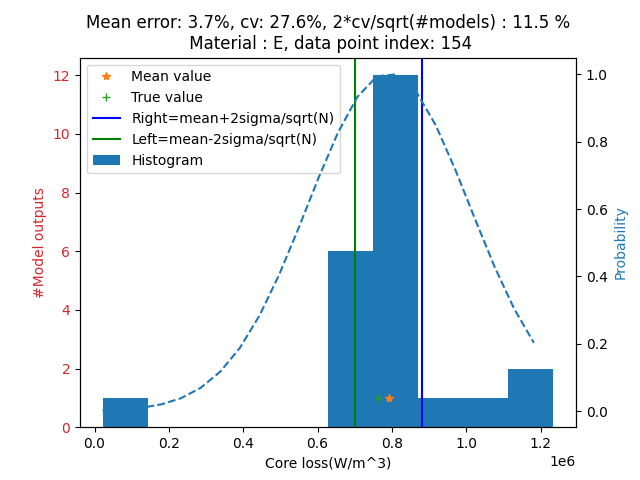 Mean error: 3.7%, cv: 27.6%, 2*cv/sqrt(#models) : 11.5 %
Material : E, data point index: 154
Mean value
True value
Right=mean+2sigma/sqrt(N)
Left=mean-2sigma/sqrt(N)
Histogram
#Model outputs
12
10
8
6
4
2
0
Probability
1.0
0.8
0.6
0.4
0.2
0.0
0.0 0.2 0.4 0.6 0.8 1.0 1.2
1e6
Core loss(W/m^3)